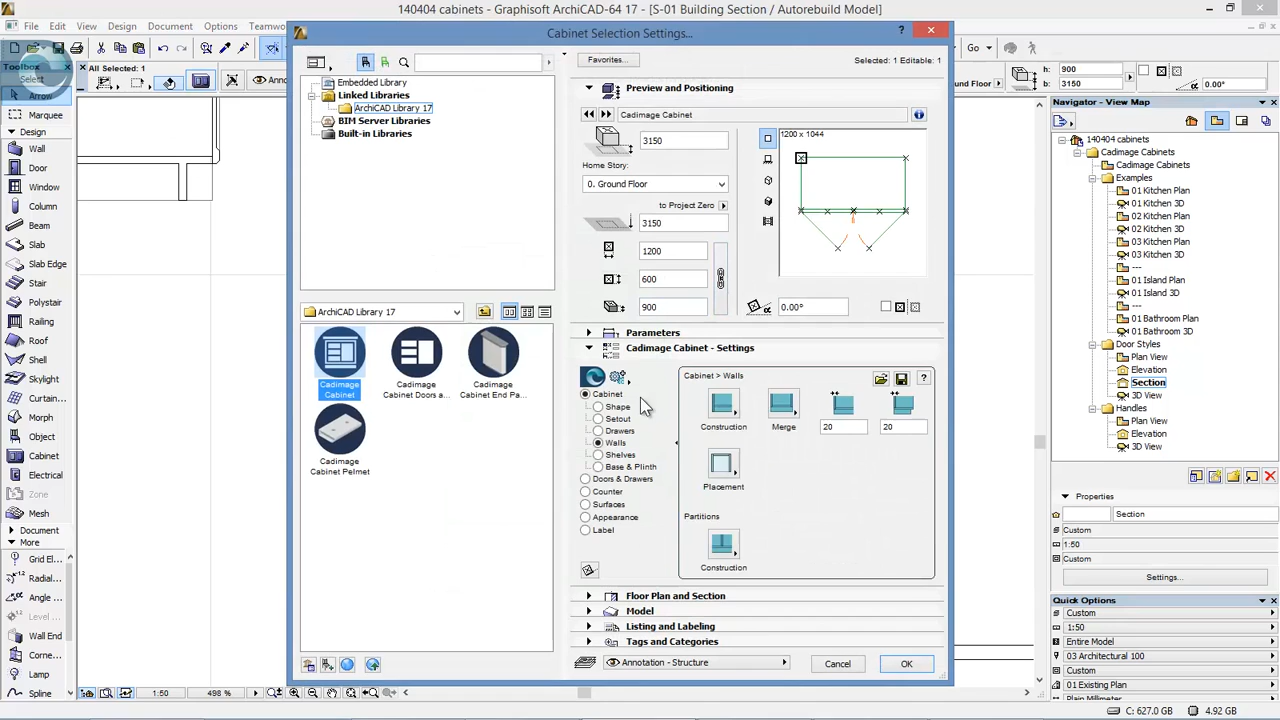 140404 cabinets - Graphisoft ArchiCAD-64 17 - [S-01 Building Section / Autorebuild Model]
File Edit View Design Document Options Teamwo
Cabinet Selection Settings...
Toolbox
Select
Arrow
Marquee
Design
Wall
Door
Window
Column
Beam
Slab
Slab Edge
Stair
Polystair
Railing
Roof
Shell
Skylight
Curtain...
Morph
Object
Cabinet
Electrical
Zone
Mesh
Document
More
Grid El...
Radial...
Angle ...
Level ...
Wall End
Corne...
Lamp
Spline
All Selected: 1
Embedded Library
Linked Libraries
ArchiCAD Library 17
BIM Server Libraries
Built-in Libraries
ArchiCAD Library 17
Cadimage Cabinet
Cadimage Cabinet Doors a...
Cadimage Cabinet End Pa...
Cadimage Cabinet Pelmet
Favorites...
Selected: 1 Editable: 1
Preview and Positioning
Cadimage Cabinet
3150
Home Story:
0. Ground Floor
to Project Zero
3150
1200
600
900
1200 x 1044
0.00°
Parameters
Cadimage Cabinet - Settings
Cabinet
Shape
Setout
Drawers
Walls
Shelves
Base & Plinth
Doors & Drawers
Counter
Surfaces
Appearance
Label
Cabinet > Walls
Construction
Merge
20
20
Placement
Partitions
Construction
Floor Plan and Section
Model
Listing and Labeling
Tags and Categories
Annotation - Structure
Cancel
OK
Go
h: 900
3150
0.00°
Navigator - View Map
140404 cabinets
Cadimage Cabinets
Cadimage Cabinets
Examples
01 Kitchen Plan
01 Kitchen 3D
02 Kitchen Plan
02 Kitchen 3D
03 Kitchen Plan
03 Kitchen 3D
---
01 Island Plan
01 Island 3D
---
01 Bathroom Plan
01 Bathroom 3D
Door Styles
Plan View
Elevation
Section
3D View
Handles
Plan View
Elevation
3D View
Properties
Section
Custom
1:50
Custom
Settings...
Quick Options
Custom
1:50
Entire Model
03 Architectural 100
Custom
01 Existing Plan
Plain Meter
1:50
498 %
C: 627.0 GB
4.92 GB